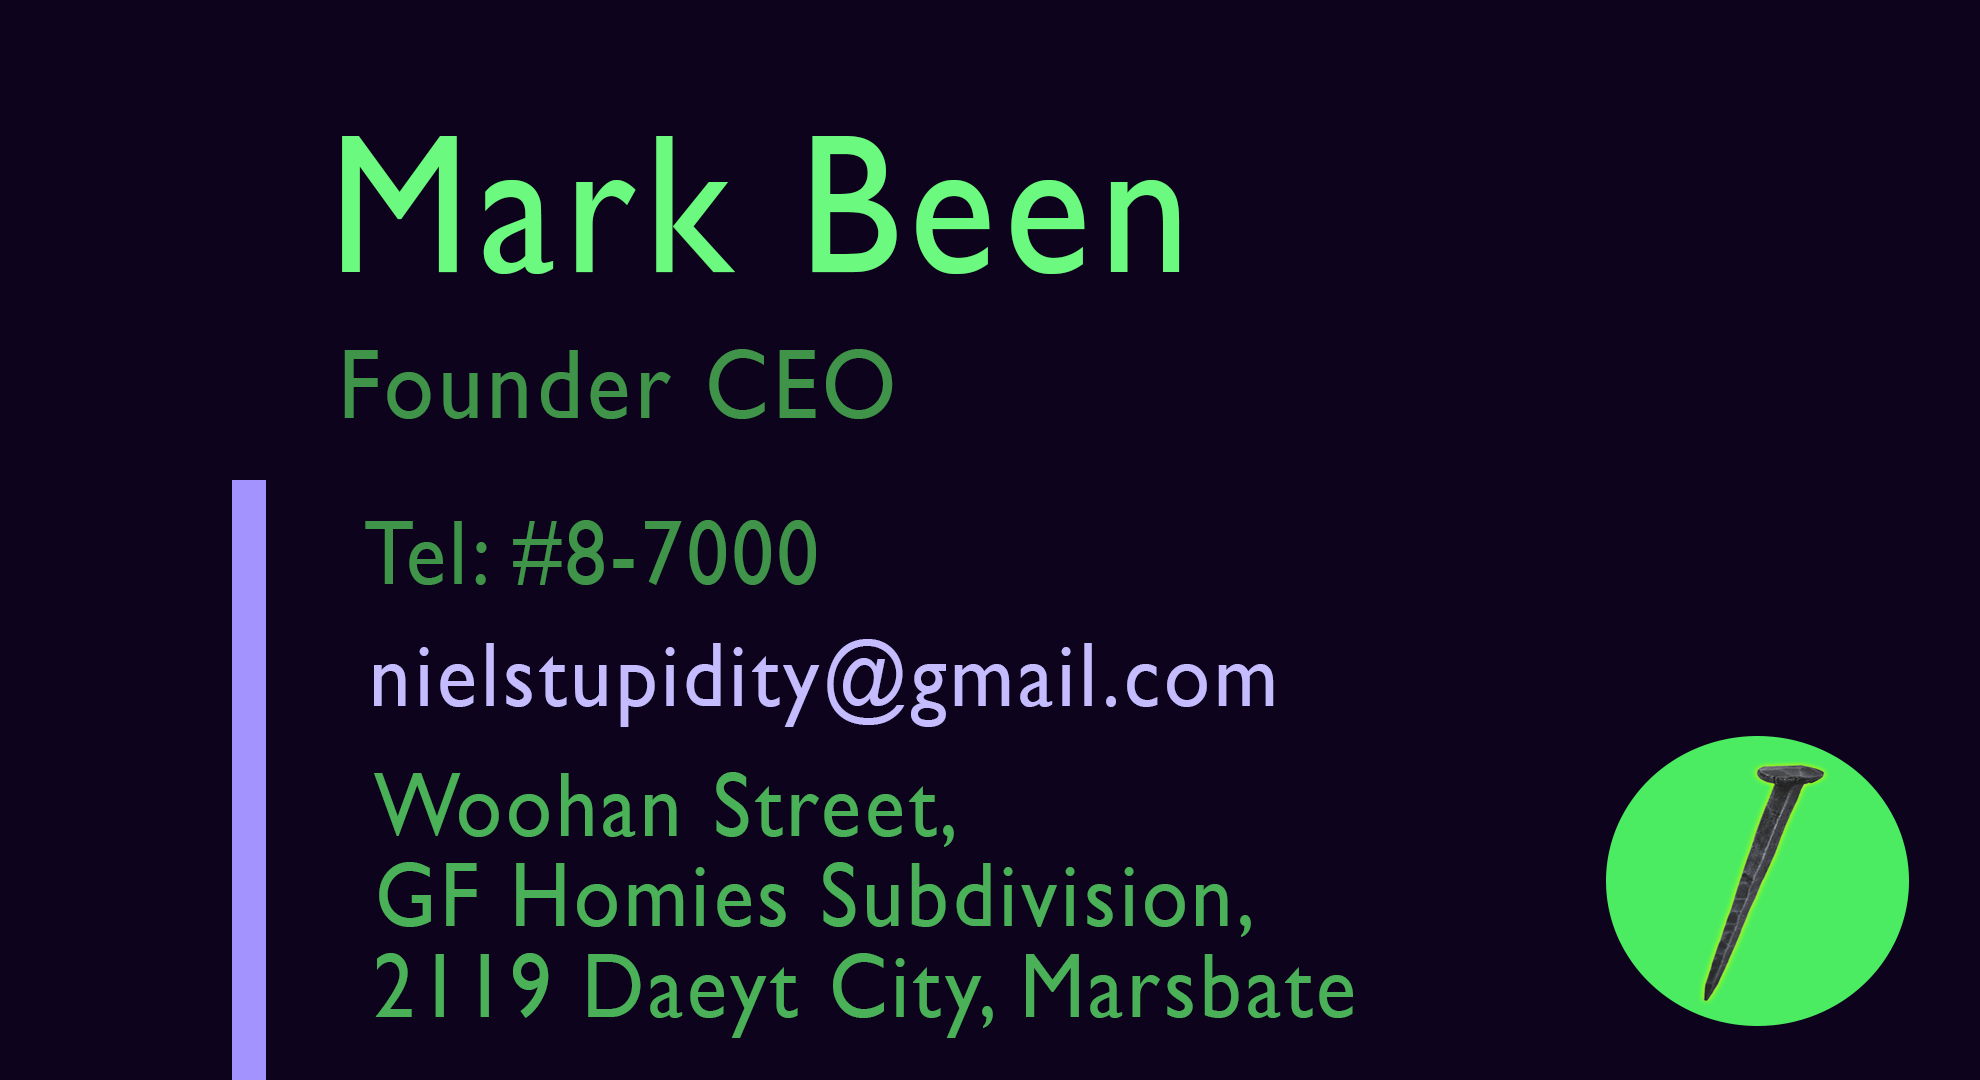 Mark Been
Founder CEO
Tel: #8-7000
nielstupidity@gmail.com
Woohan Street,
GF Homies Subdivision,
2119 Daeyt City, Marsbate